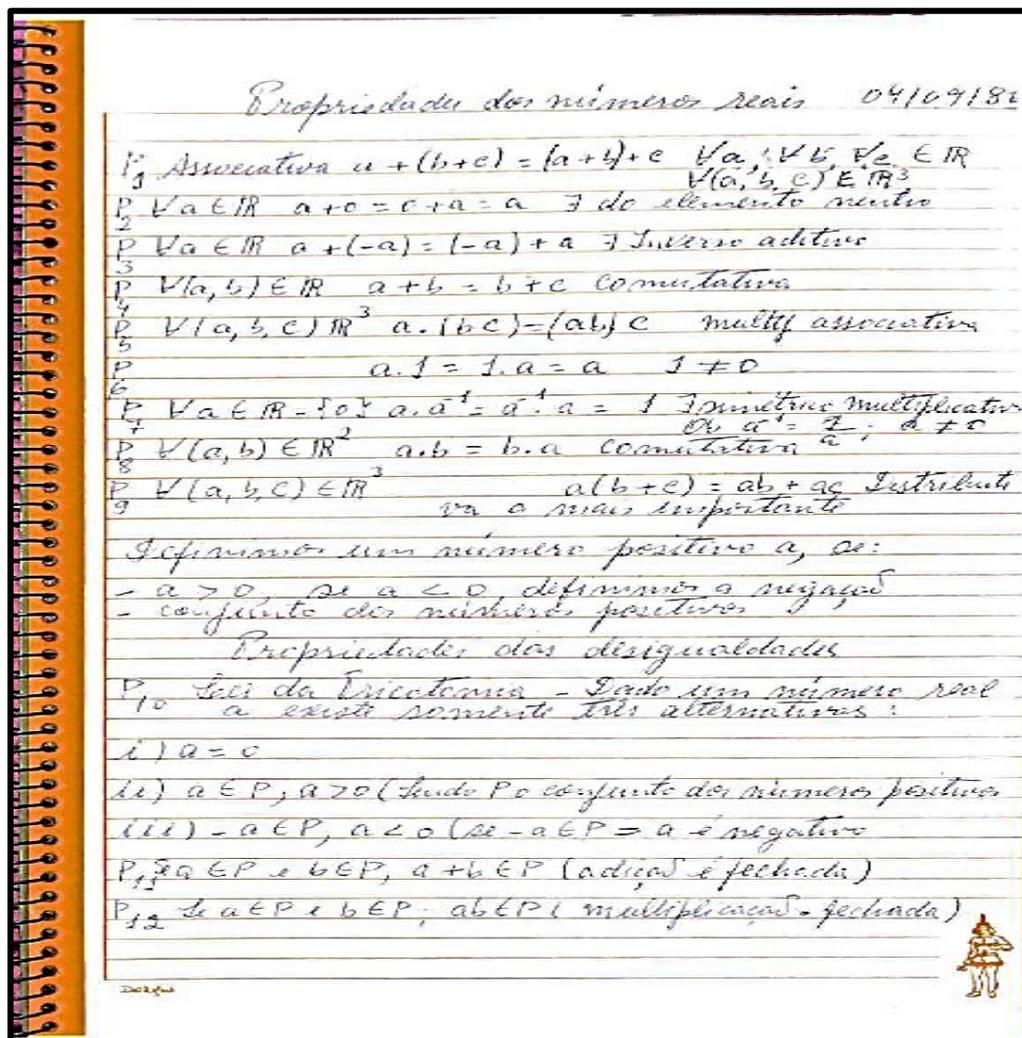 Propriedades dos números reais 04/09/8
P1 Associativa a + (b+c) = (a+b)+c ∀a, ∀b, ∀c ∈ ℝ
∀(a, b, c) ∈ ℝ³
P2 ∀a ∈ ℝ a+0 = 0+a = a ∃ do elemento neutro
P3 ∀a ∈ ℝ a+(-a) = (-a)+a ∃ Inverso aditivo
P4 ∀(a, b) ∈ ℝ a+b = b+c comutativa
P5 ∀(a, b, c) ℝ³ a.(bc)=(ab)c multip associativa
P6 a.1 = 1.a = a 1 ≠ 0
P7 ∀a ∈ ℝ-{0} a.a⁻¹ = a⁻¹.a = 1 ∃ simétrico multiplicativo
a⁻¹ = 1/a ; a ≠ 0
P8 ∀(a, b) ∈ ℝ² a.b = b.a comutativa
P9 ∀(a, b, c) ∈ ℝ³ a(b+c) = ab + ac Distributi
va a mais importante
Definimos um número positivo a, se:
- a > 0, se a < 0, definimos a negação
- conjunto dos números positivos
Propriedades das desigualdades
P10 Lei da Tricotomia - Dado um número real
a existe somente três alternativas:
i) a = 0
ii) a ∈ P, a > 0 (Sendo P o conjunto dos números positivos
iii) - a ∈ P, a < 0 (se - a ∈ P = a é negativo
P11 Se a ∈ P e b ∈ P, a + b ∈ P (adição é fechada)
P12 Se a ∈ P e b ∈ P, ab ∈ P (multiplicação - fechada)